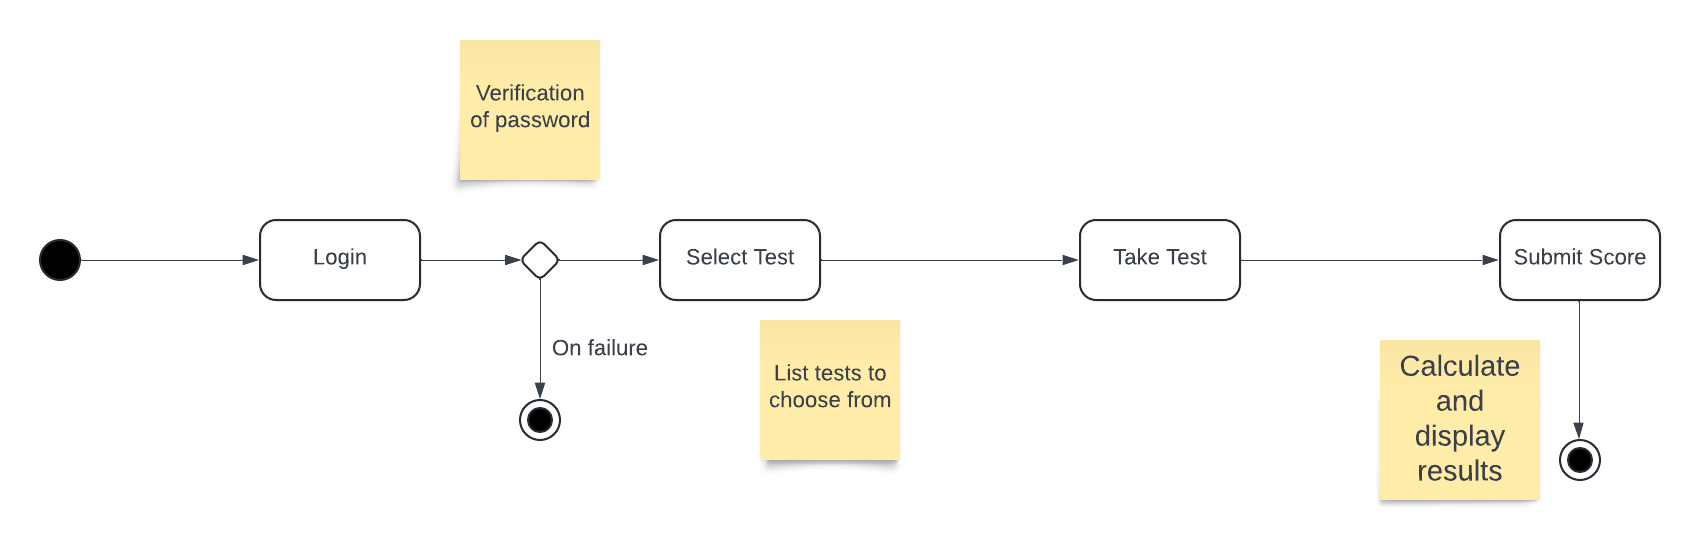 Verification
of password
Login
Select Test
Take Test
Submit Score
On failure
List tests to
choose from
Calculate
and
display
results